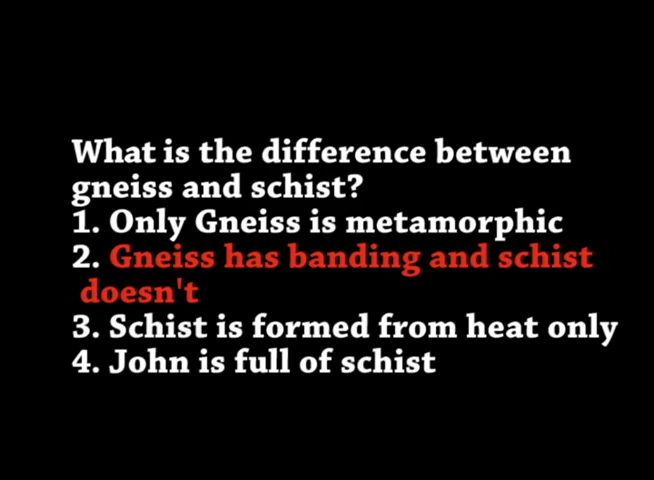 What is the difference between
gneiss and schist?
1. Only Gneiss is metamorphic
2. Gneiss has banding and schist
doesn't
3. Schist is formed from heat only
4. John is full of schist